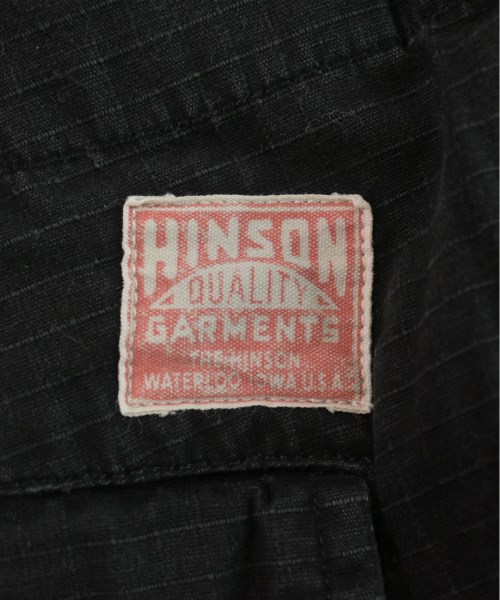 HINSON
QUALITY
GARMENTS
THE HINSON
WATERLOO IOWA U.S.A.